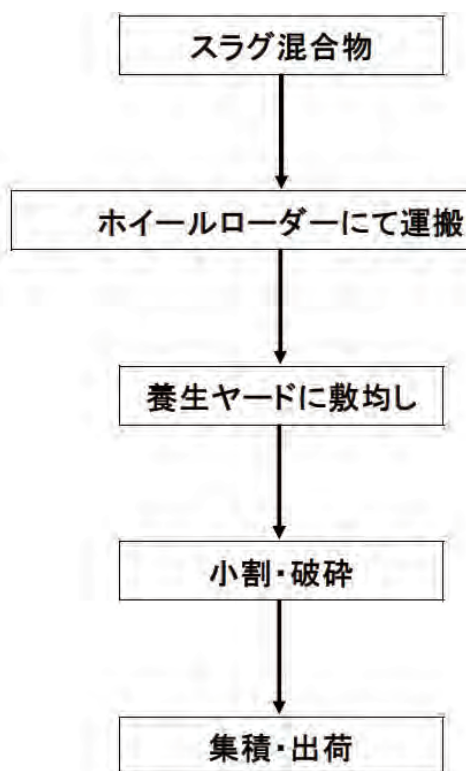 スラグ混合物
ホイールローダーにて運搬
養生ヤードに敷均し
小割・破砕
集積・出荷